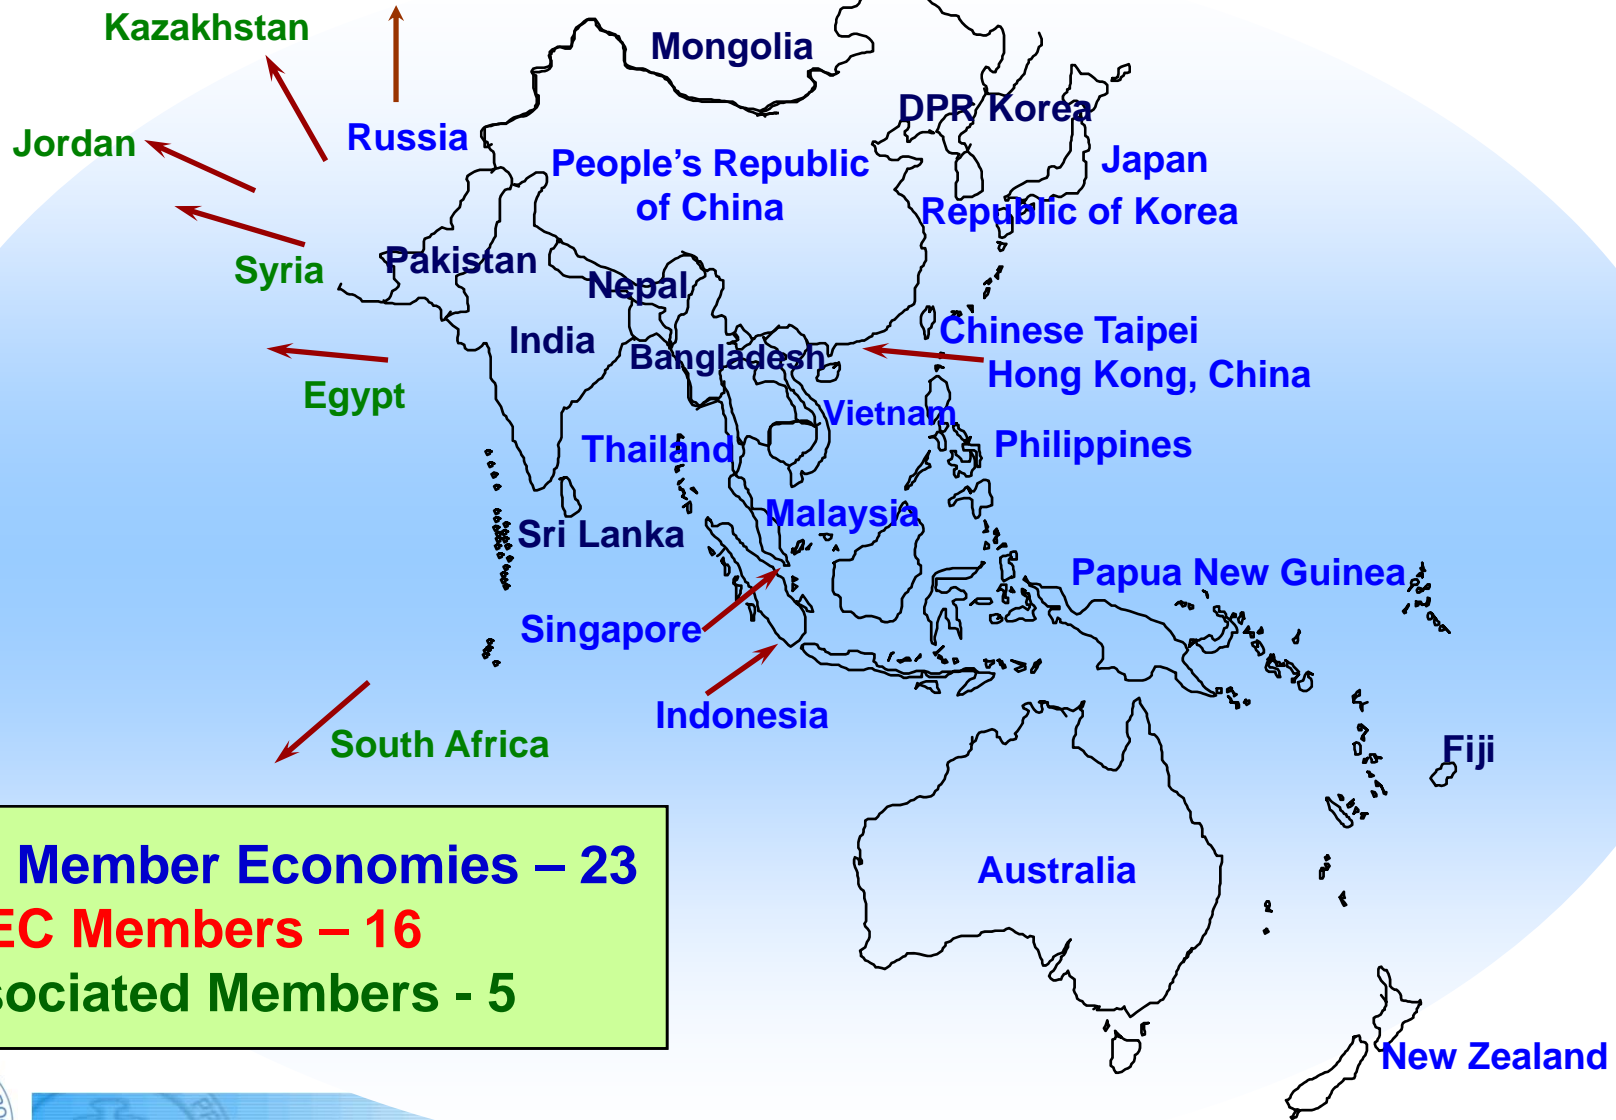 Kazakhstan
Mongolia
DPR Korea
Jordan
Russia
People’s Republic
of China
Japan
Republic of Korea
Syria
Pakistan
Nepal
India
Bangladesh
Chinese Taipei
Hong Kong, China
Egypt
Vietnam
Thailand
Philippines
Malaysia
Sri Lanka
Papua New Guinea
Singapore
Indonesia
South Africa
Fiji
Australia
Member Economies – 23
EC Members – 16
sociated Members - 5
New Zealand